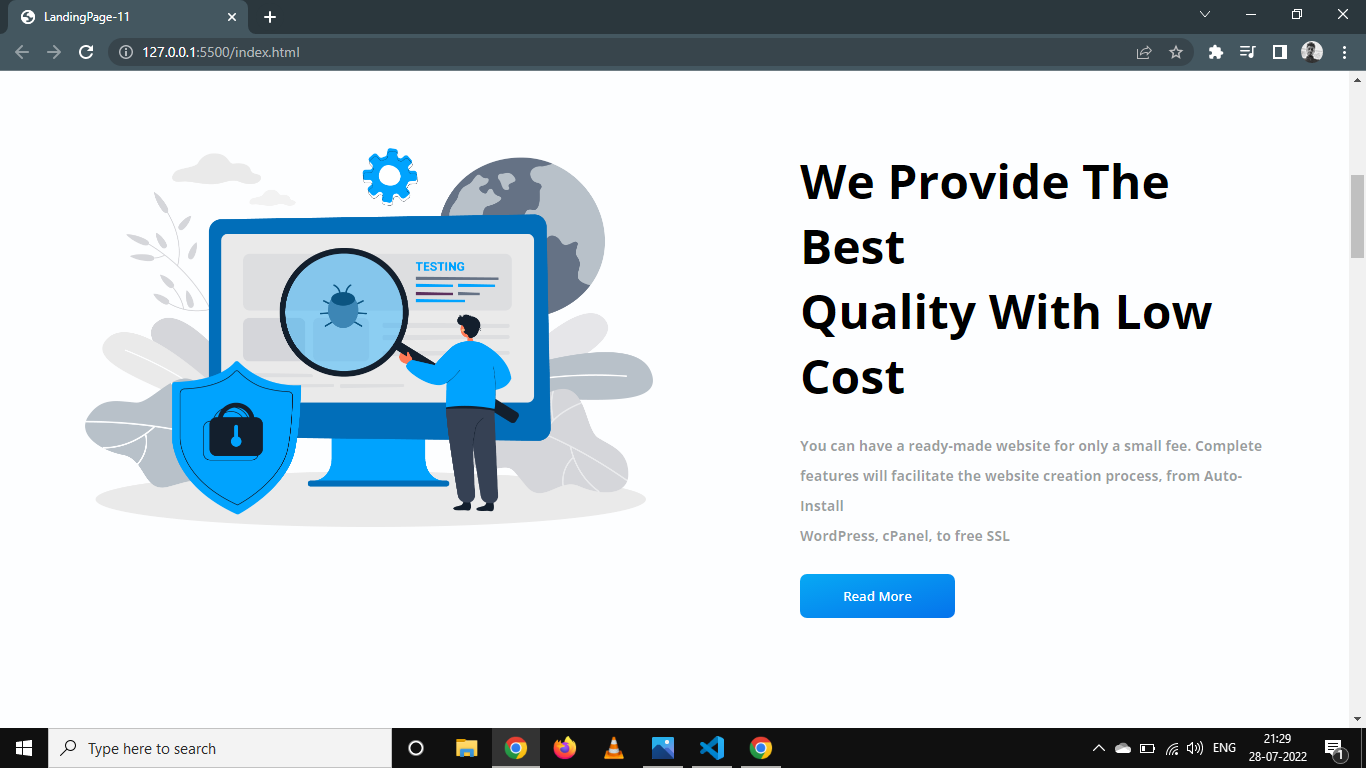 LandingPage-11
127.0.0.1:5500/index.html
TESTING
We Provide The
Best
Quality With Low
Cost
You can have a ready-made website for only a small fee. Complete
features will facilitate the website creation process, from Auto-
Install
WordPress, cPanel, to free SSL
Read More
Type here to search
ENG
21:29
28-07-2022
1